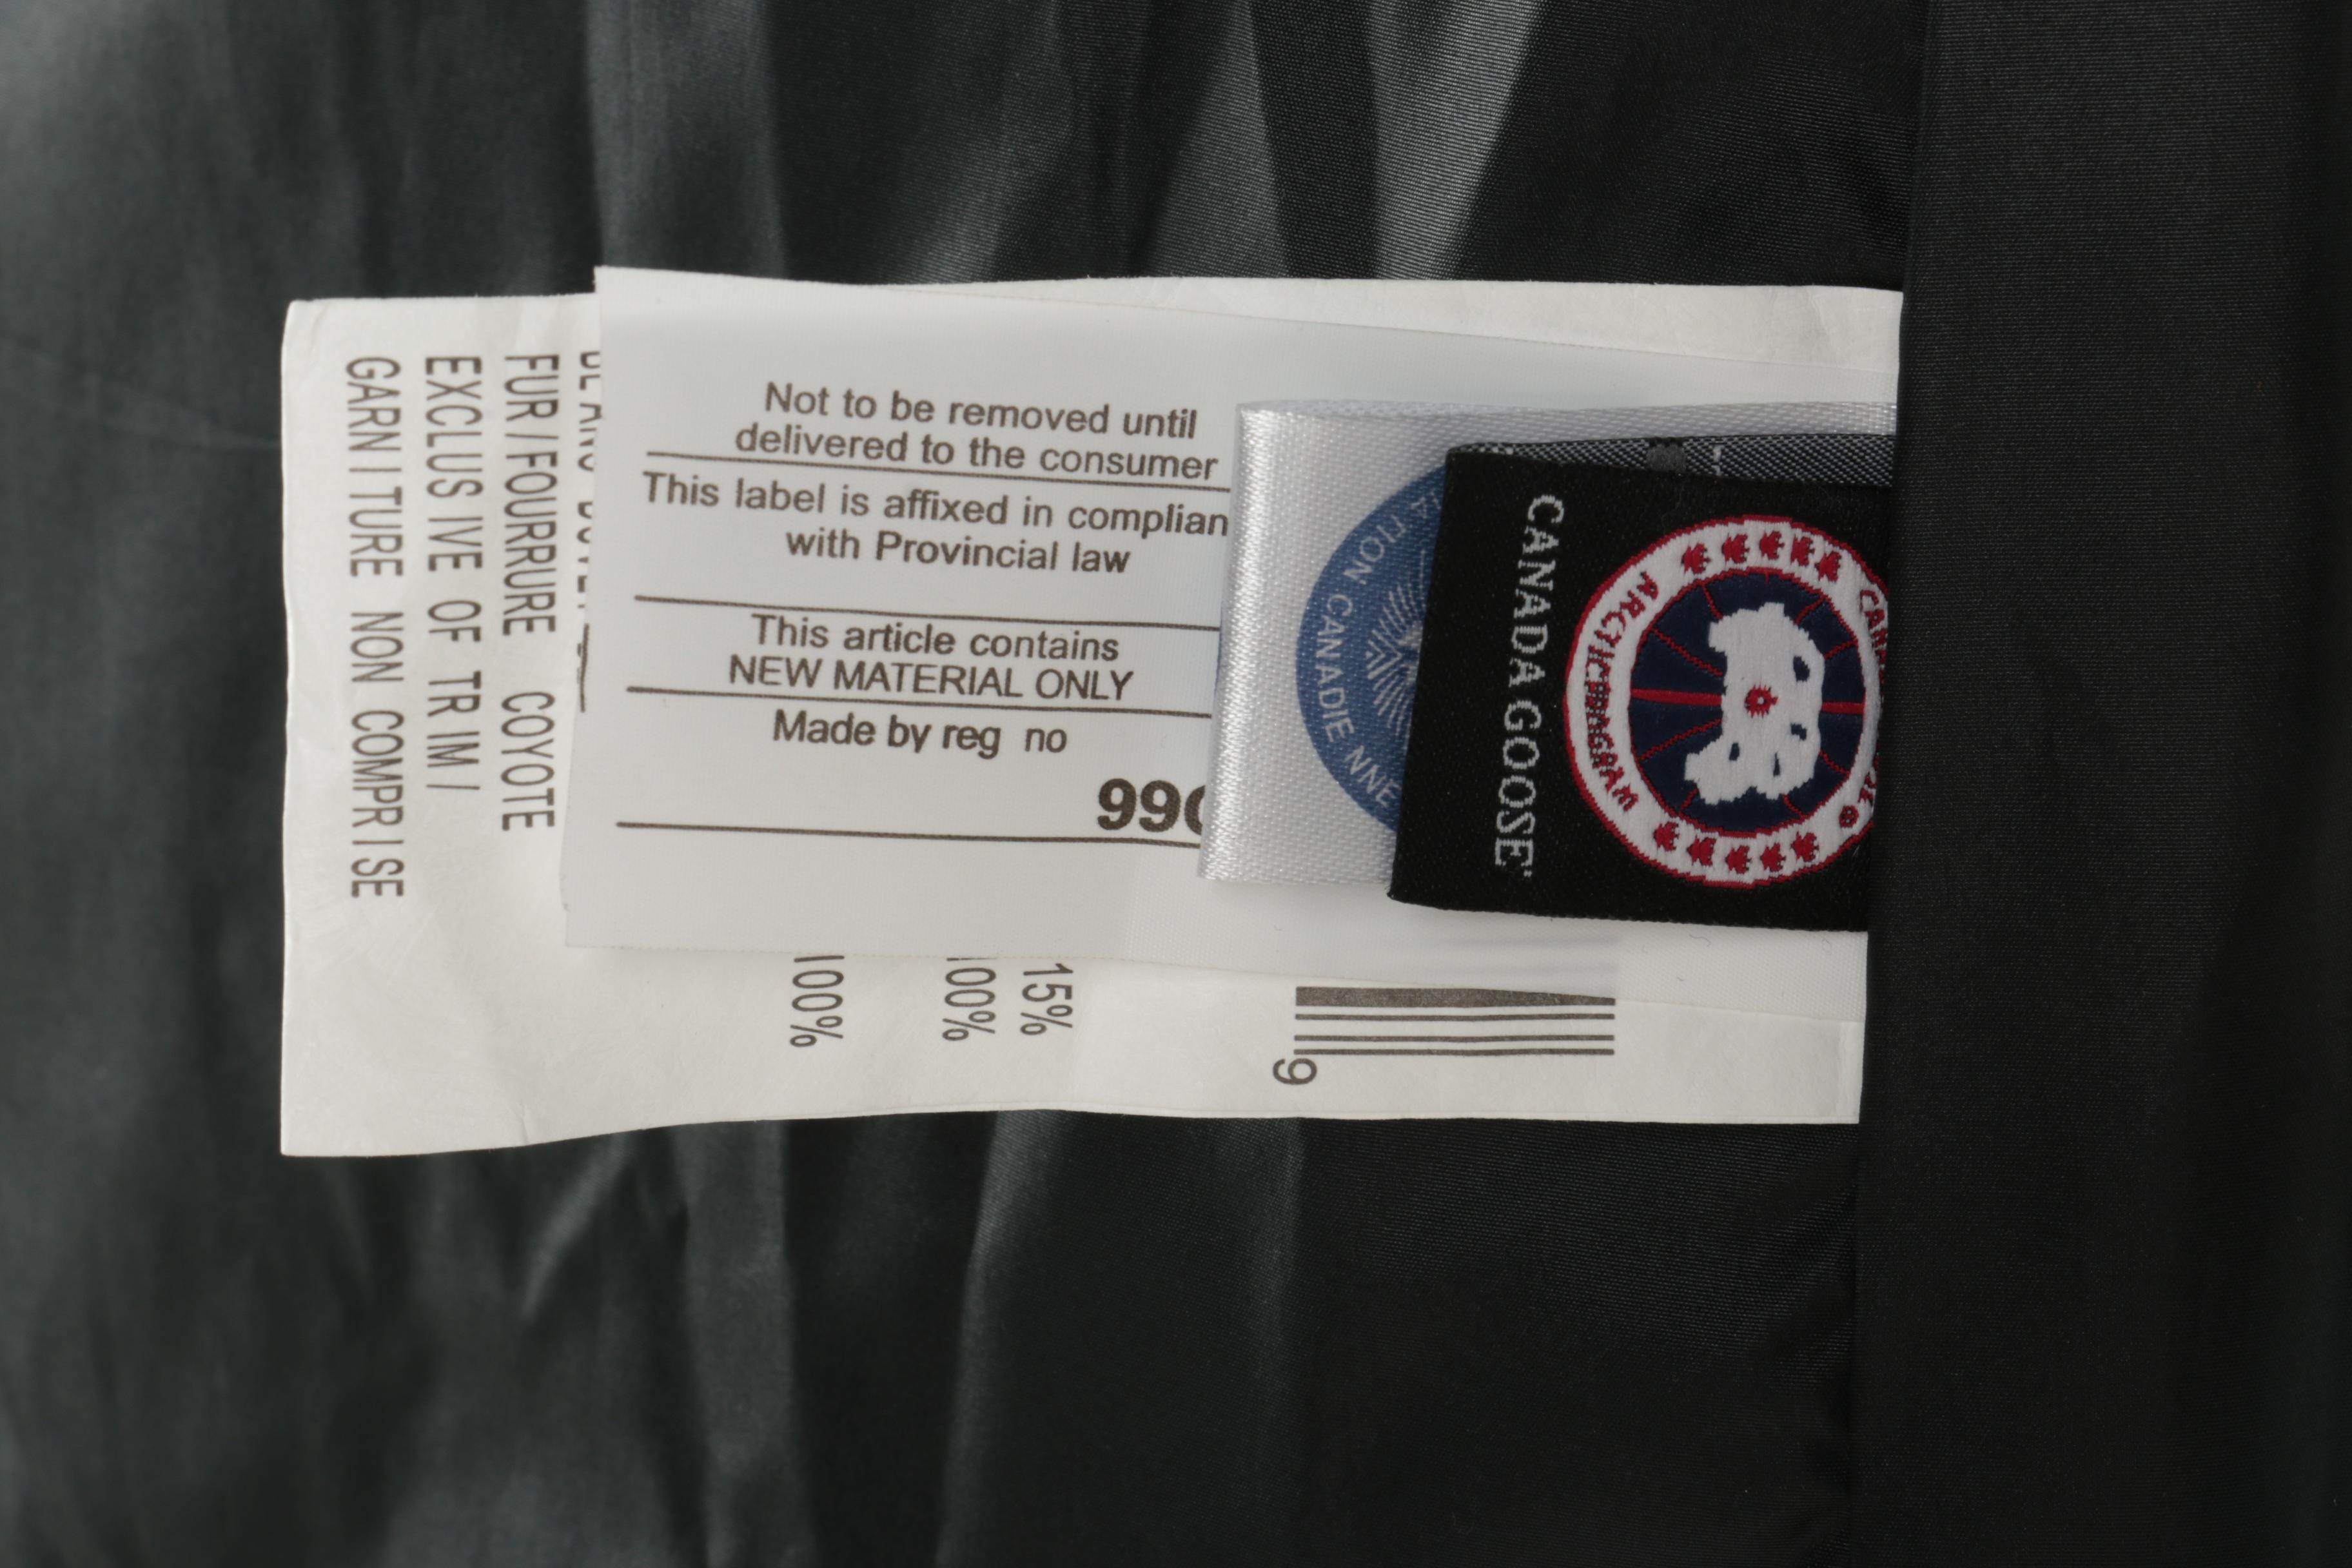 Not to be removed until
delivered to the consumer
This label is affixed in complian
with Provincial law
This article contains
NEW MATERIAL ONLY
Made by reg no
99
CANADA GOOSE
ARCTIC PROGRAM
CANADIENNE
15%
100%
100%
FUR/FOURRURE COYOTE
EXCLUSIVE OF TRIM/
GARNITURE NON COMPRISE
9